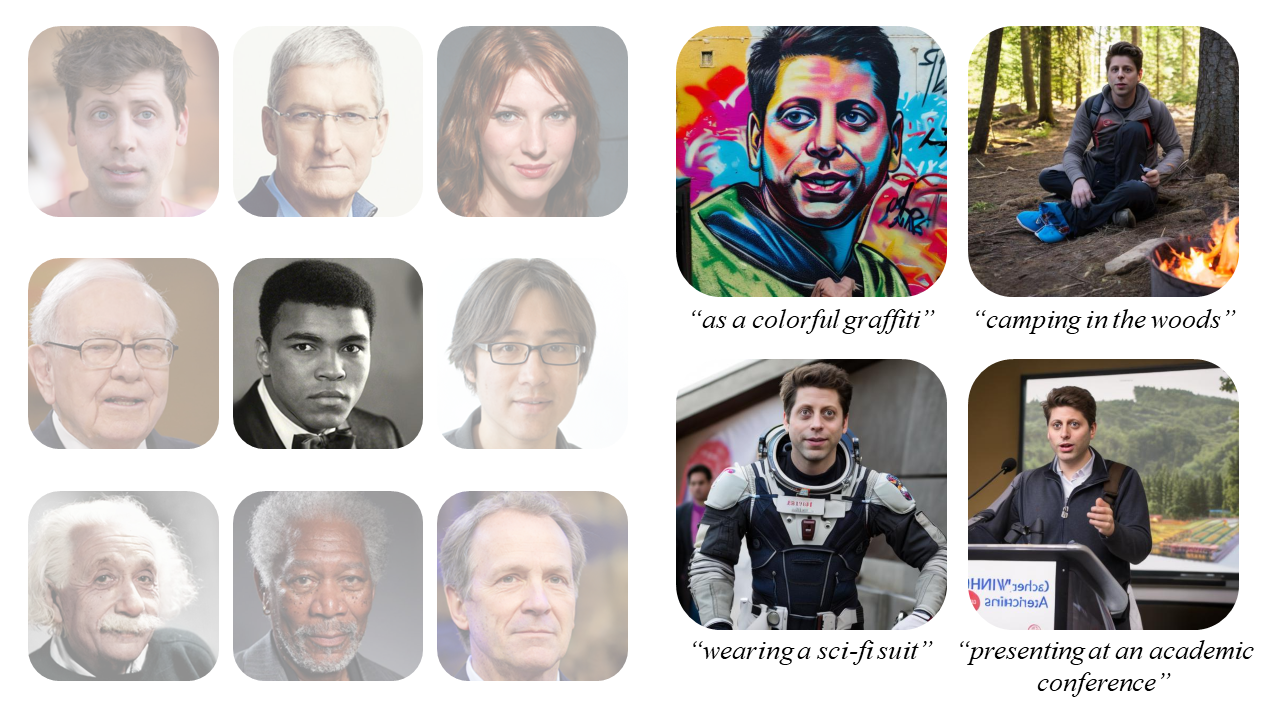 “as a colorful graffiti”
“camping in the woods”
“wearing a sci-fi suit”
“presenting at an academic
conference”